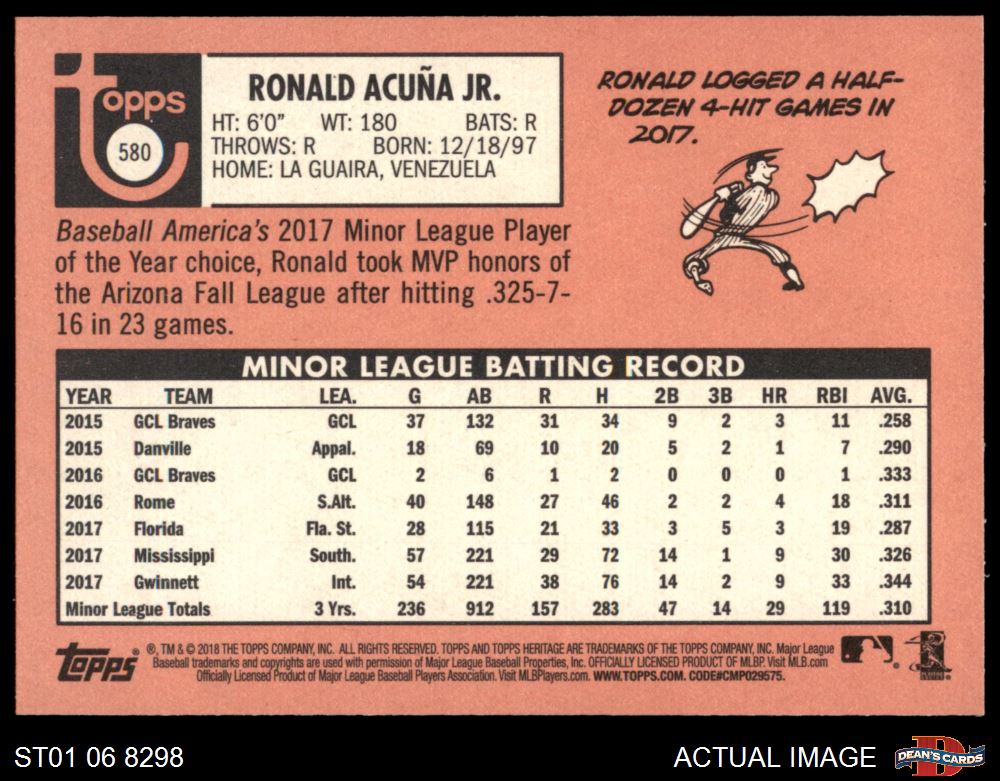 Topps
580
RONALD ACUÑA JR.
HT: 6'0" WT: 180 BATS: R
THROWS: R BORN: 12/18/97
HOME: LA GUAIRA, VENEZUELA
RONALD LOGGED A HALF-
DOZEN 4-HIT GAMES IN
2017.
Baseball America's 2017 Minor League Player
of the Year choice, Ronald took MVP honors of
the Arizona Fall League after hitting .325-7-
16 in 23 games.
MINOR LEAGUE BATTING RECORD
YEAR TEAM LEA. G AB R H 2B 3B HR RBI AVG.
2015 GCL Braves GCL 37 132 31 34 9 2 3 11 .258
2015 Danville Appal. 18 69 10 20 5 2 1 7 .290
2016 GCL Braves GCL 2 6 1 2 0 0 0 1 .333
2016 Rome S.Alt. 40 148 27 46 2 2 4 18 .311
2017 Florida Fla. St. 28 115 21 33 3 5 3 19 .287
2017 Mississippi South. 57 221 29 72 14 1 9 30 .326
2017 Gwinnett Int. 54 221 38 76 14 2 9 33 .344
Minor League Totals 3 Yrs. 236 912 157 283 47 14 29 119 .310
Topps ®, TM & © 2018 THE TOPPS COMPANY, INC. ALL RIGHTS RESERVED. TOPPS AND TOPPS HERITAGE ARE TRADEMARKS OF THE TOPPS COMPANY, INC. Major League
Baseball trademarks and copyrights are used with permission of Major League Baseball Properties, Inc. OFFICIALLY LICENSED PRODUCT OF MLBP. Visit MLB.com
Officially Licensed Product of Major League Baseball Players Association. Visit MLBPlayers.com. WWW.TOPPS.COM. CODE#CMP029575.
ST01 06 8298 ACTUAL IMAGE DEAN'S CARDS